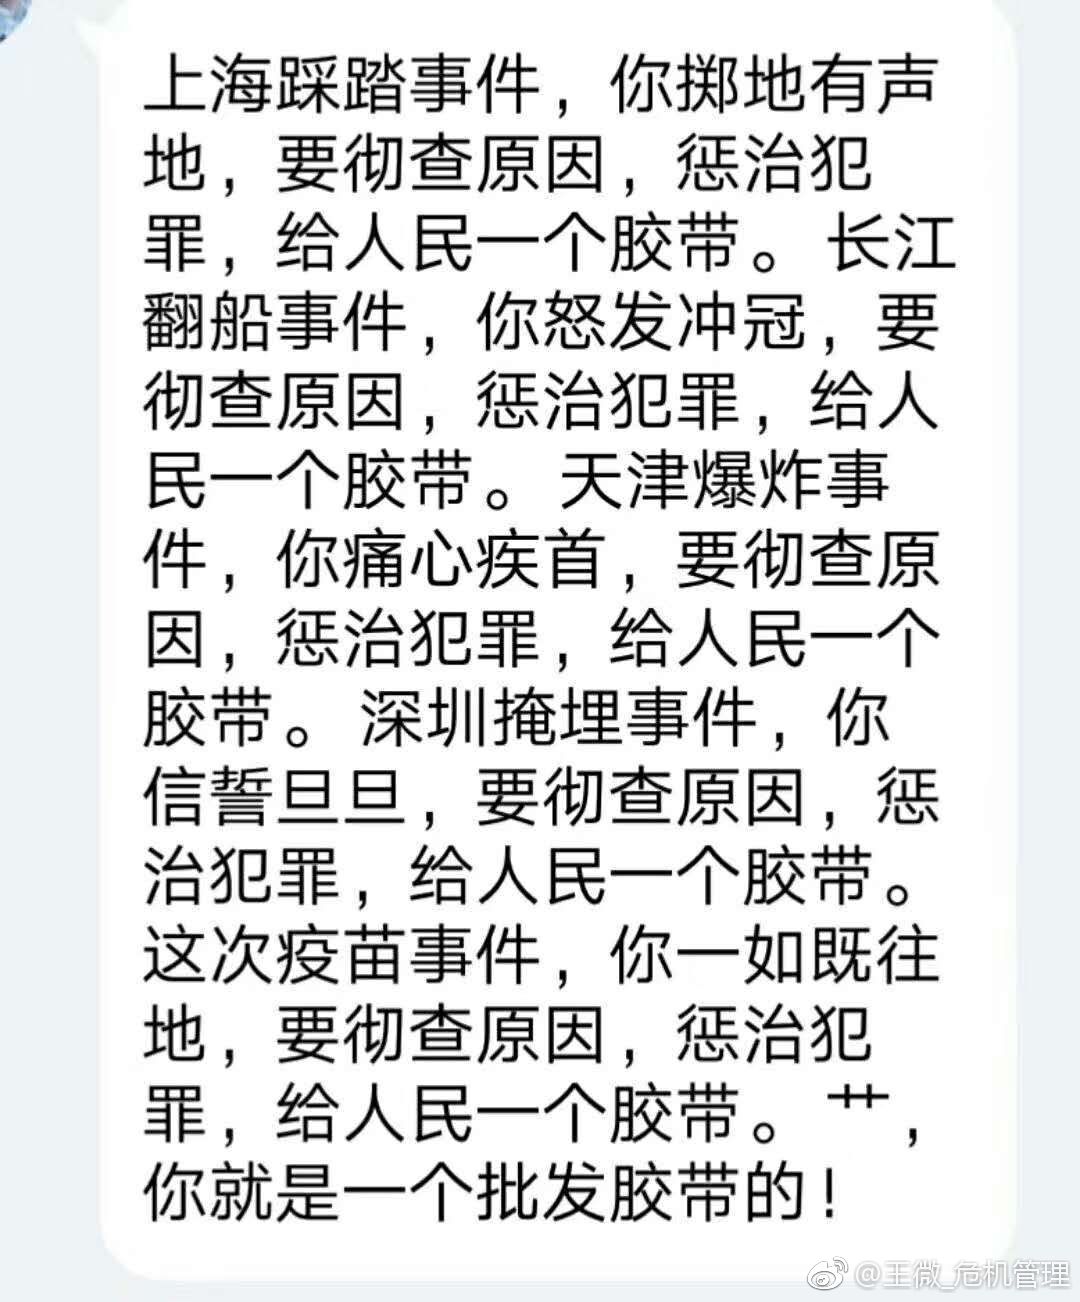 上海踩踏事件，你掷地有声
地，要彻查原因，惩治犯
罪，给人民一个胶带。长江
翻船事件，你怒发冲冠，要
彻查原因，惩治犯罪，给人
民一个胶带。天津爆炸事
件，你痛心疾首，要彻查原
因，惩治犯罪，给人民一个
胶带。深圳掩埋事件，你
信誓旦旦，要彻查原因，惩
治犯罪，给人民一个胶带。
这次疫苗事件，你一如既往
地，要彻查原因，惩治犯
罪，给人民一个胶带。艹，
你就是一个批发胶带的！
@王微_危机管理